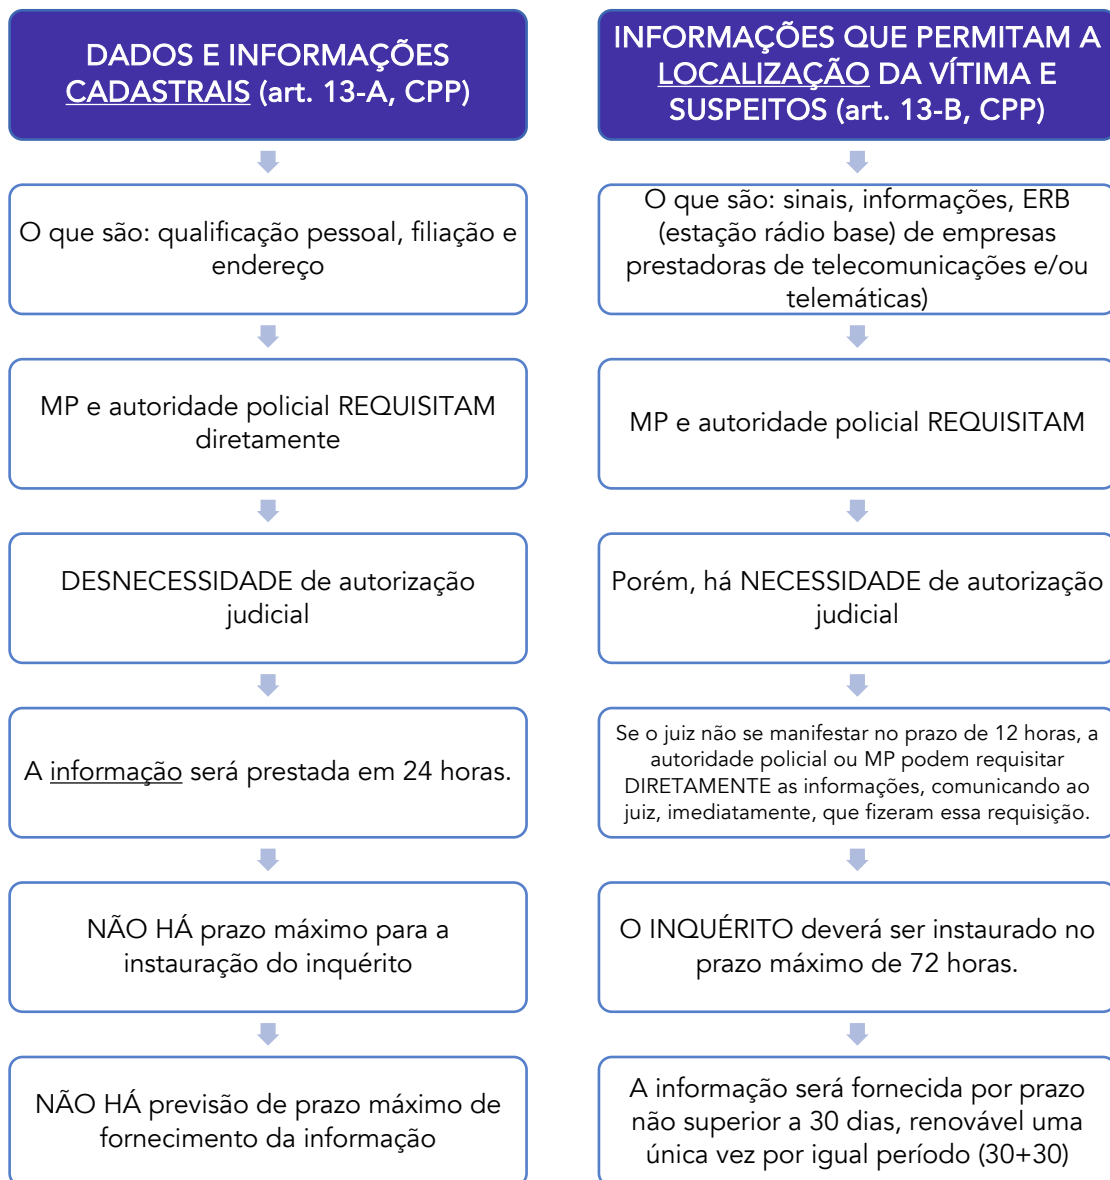 DADOS E INFORMAÇÕES
CADASTRAIS (art. 13-A, CPP)
O que são: qualificação pessoal, filiação e
endereço
MP e autoridade policial REQUISITAM
diretamente
DESNECESSIDADE de autorização
judicial
A informação será prestada em 24 horas.
NÃO HÁ prazo máximo para a
instauração do inquérito
NÃO HÁ previsão de prazo máximo de
fornecimento da informação
INFORMAÇÕES QUE PERMITAM A
LOCALIZAÇÃO DA VÍTIMA E
SUSPEITOS (art. 13-B, CPP)
O que são: sinais, informações, ERB
(estação rádio base) de empresas
prestadoras de telecomunicações e/ou
telemáticas)
MP e autoridade policial REQUISITAM
Porém, há NECESSIDADE de autorização
judicial
Se o juiz não se manifestar no prazo de 12 horas, a
autoridade policial ou MP podem requisitar
DIRETAMENTE as informações, comunicando ao
juiz, imediatamente, que fizeram essa requisição.
O INQUÉRITO deverá ser instaurado no
prazo máximo de 72 horas.
A informação será fornecida por prazo
não superior a 30 dias, renovável uma
única vez por igual período (30+30)